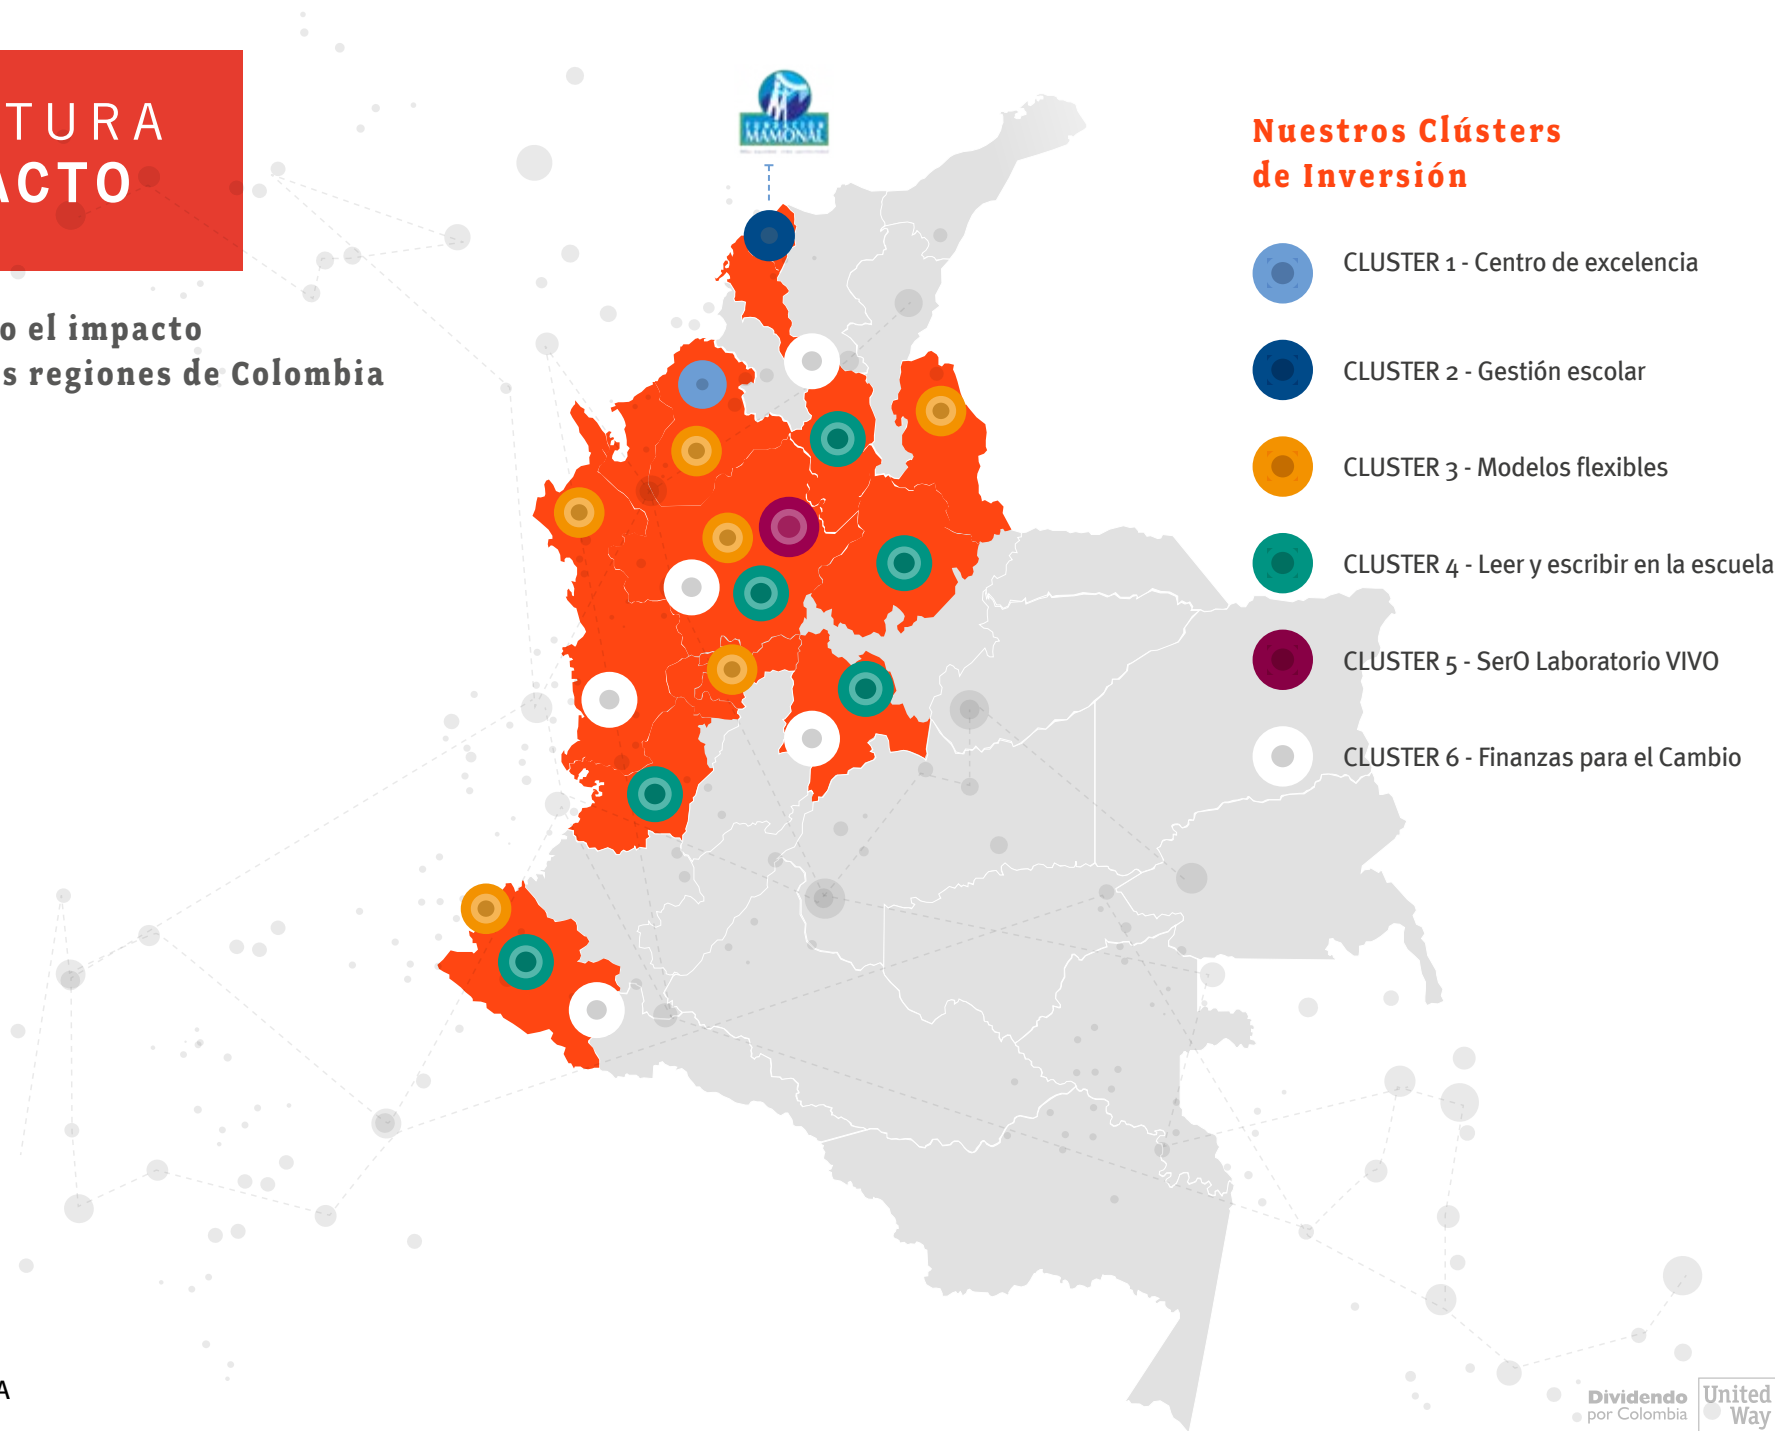 TURA
ACTO
o el impacto
s regiones de Colombia
FUNDACIÓN
MAMONAL
Nuestros Clústers
de Inversión
CLUSTER 1 - Centro de excelencia
CLUSTER 2 - Gestión escolar
CLUSTER 3 - Modelos flexibles
CLUSTER 4 - Leer y escribir en la escuela
CLUSTER 5 - SerO Laboratorio VIVO
CLUSTER 6 - Finanzas para el Cambio
A
Dividendo
por Colombia
United
Way